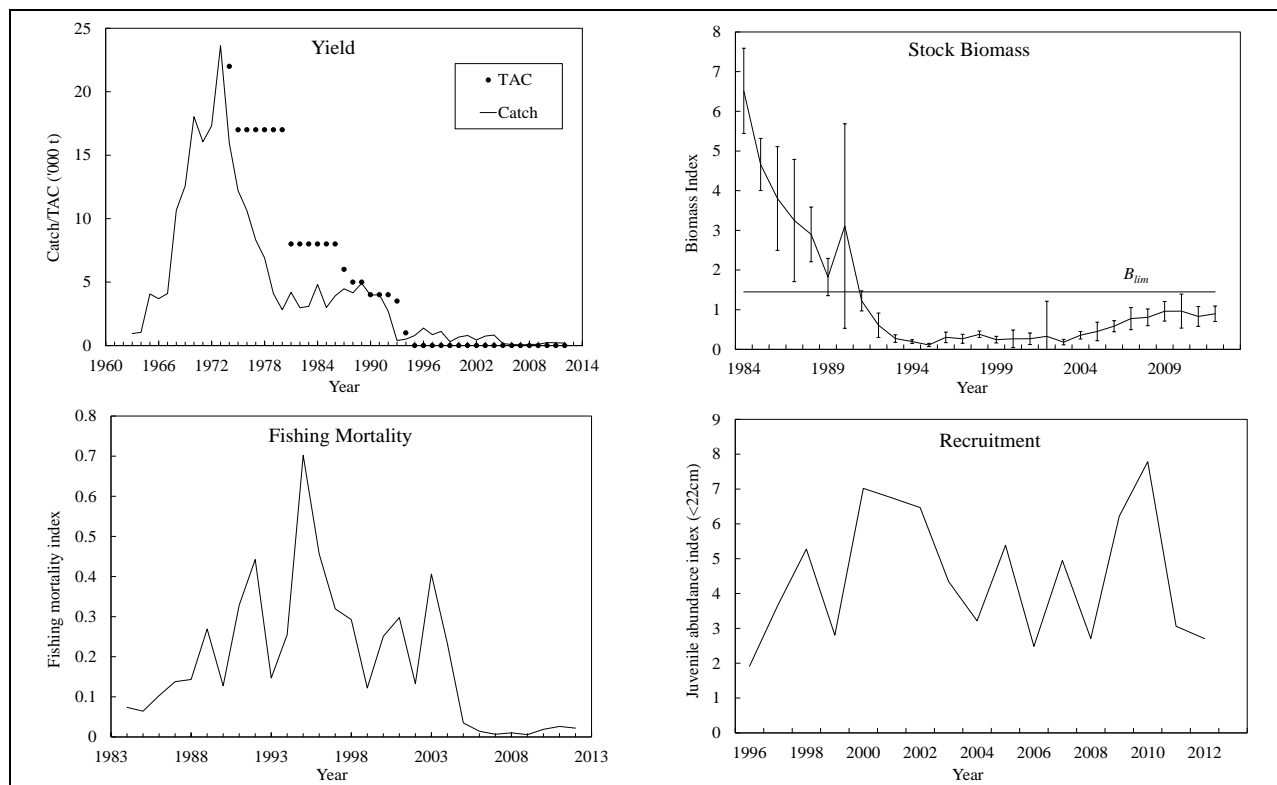 Yield
25
20
15
10
5
0
Catch/TAC ('000 t)
TAC
Catch
1960 1966 1972 1978 1984 1990 1996 2002 2008 2014
Year
Stock Biomass
8
7
6
5
4
3
2
1
0
Biomass Index
Blim
1984 1989 1994 1999 2004 2009
Year
Fishing Mortality
0.8
0.7
0.6
0.5
0.4
0.3
0.2
0.1
0
Fishing mortality index
1983 1988 1993 1998 2003 2008 2013
Year
Recruitment
9
8
7
6
5
4
3
2
1
0
Juvenile abundance index (<22cm)
1996 1998 2000 2002 2004 2006 2008 2010 2012
Year